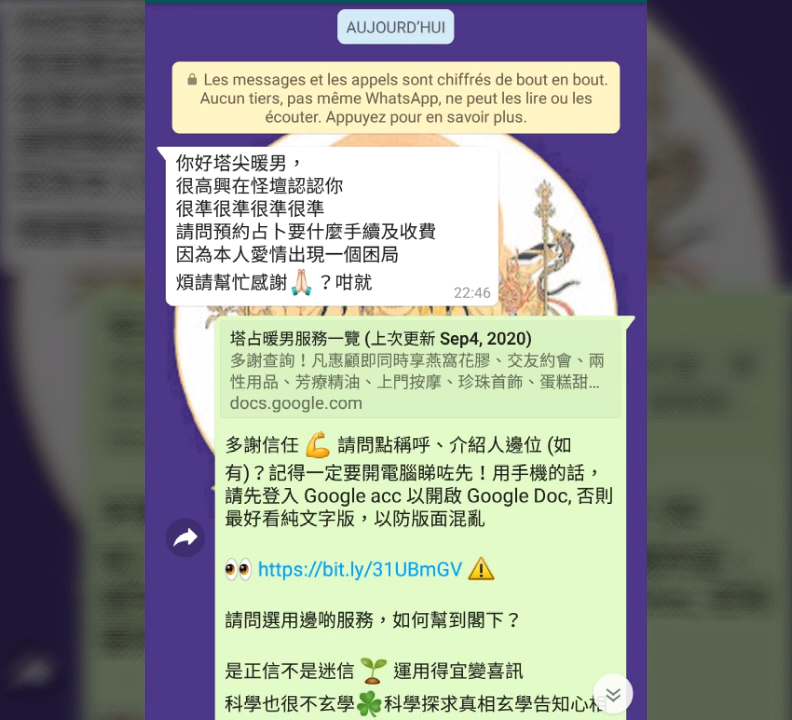 AUJOURD'HUI
Les messages et les appels sont chiffrés de bout en bout.
Aucun tiers, pas même WhatsApp, ne peut les lire ou les
écouter. Appuyez pour en savoir plus.
你好塔尖暖男，
很高興在怪壇認認你
很準很準很準很準
請問預約占卜要什麼手續及收費
因為本人愛情出現一個困局
煩請幫忙感謝🙏🏻？咁就
22:46
塔占暖男服務一覽 (上次更新 Sep4, 2020)
多謝查詢！凡惠顧即同時享燕窩花膠、交友約會、兩
性用品、芳療精油、上門按摩、珍珠首飾、蛋糕甜...
docs.google.com
多謝信任 💪 請問點稱呼、介紹人邊位 (如
有)？記得一定要開電腦睇咗先！用手機的話，
請先登入 Google acc 以開啟 Google Doc, 否則
最好看純文字版，以防版面混亂
👀 https://bit.ly/31UBmGV ⚠️
請問選用邊啲服務，如何幫到閣下？
是正信不是迷信 🌱 運用得宜變喜訊
科學也很不玄學🍀科學探求真相玄學告知心相